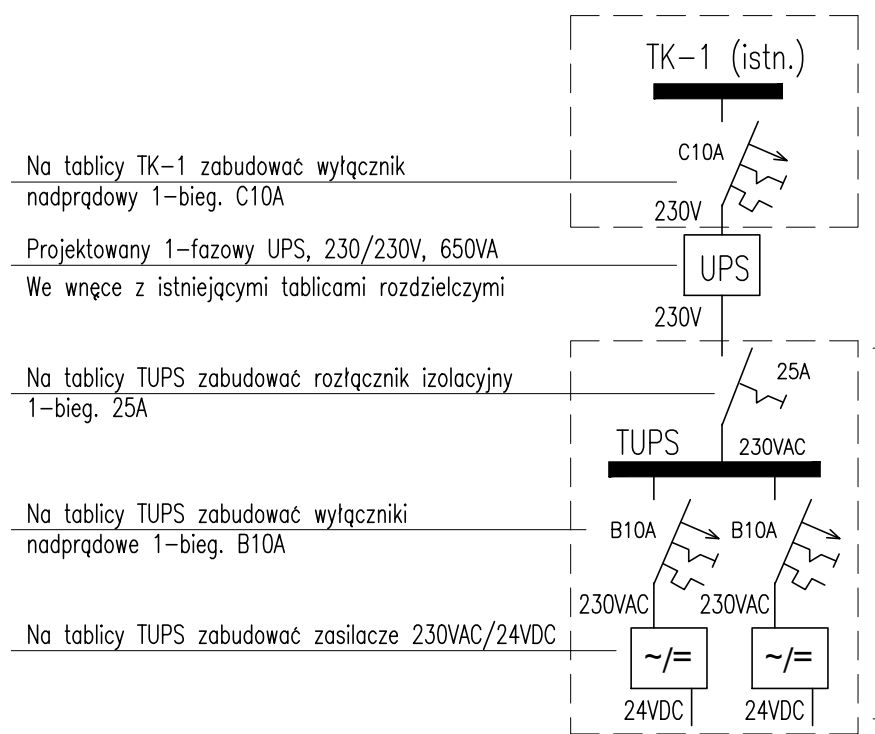 TK-1 (istn.)
C10A
Na tablicy TK-1 zabudować wyłącznik
nadprądowy 1-bieg. C10A
230V
Projektowany 1-fazowy UPS, 230/230V, 650VA
UPS
We wnęce z istniejącymi tablicami rozdzielczymi
230V
Na tablicy TUPS zabudować rozłącznik izolacyjny
25A
1-bieg. 25A
TUPS
230VAC
Na tablicy TUPS zabudować wyłączniki
B10A
B10A
nadprądowe 1-bieg. B10A
230VAC
230VAC
Na tablicy TUPS zabudować zasilacze 230VAC/24VDC
~/=
~/=
24VDC
24VDC